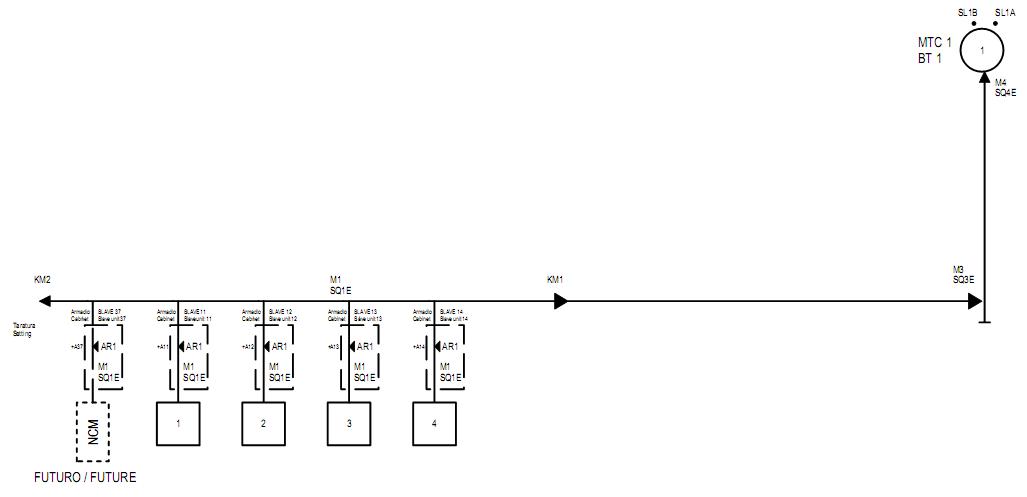 SL1B SL1A
MTC 1
BT 1
1
M4
SQ4E
M3
SQ3E
KM2
M1
SQ1E
KM1
Taratura
Setting
Armadio
Cabinet
SLAVE 37
Slave unit 37
Armadio
Cabinet
SLAVE 11
Slave unit 11
Armadio
Cabinet
SLAVE 12
Slave unit 12
Armadio
Cabinet
SLAVE 13
Slave unit 13
Armadio
Cabinet
SLAVE 14
Slave unit 14
+A37 AR1
+A11 AR1
+A12 AR1
+A13 AR1
+A14 AR1
M1
SQ1E
M1
SQ1E
M1
SQ1E
M1
SQ1E
M1
SQ1E
NCM
1
2
3
4
FUTURO / FUTURE